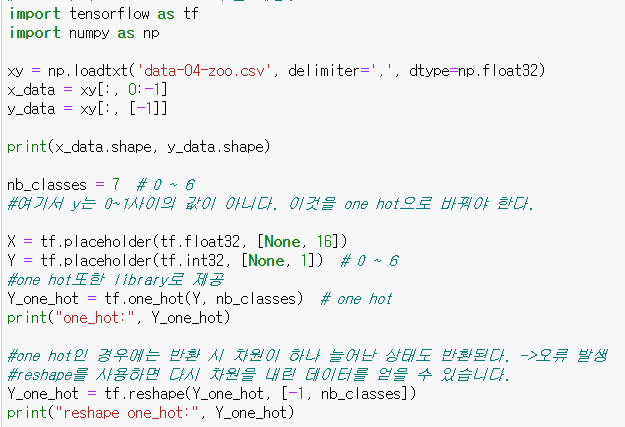 import tensorflow as tf
import numpy as np
xy = np.loadtxt('data-04-zoo.csv', delimiter=',', dtype=np.float32)
x_data = xy[:, 0:-1]
y_data = xy[:, [-1]]
print(x_data.shape, y_data.shape)
nb_classes = 7  # 0 ~ 6
#여기서 y는 0~1사이의 값이 아니다. 이것을 one hot으로 바꿔야 한다.
X = tf.placeholder(tf.float32, [None, 16])
Y = tf.placeholder(tf.int32, [None, 1])  # 0 ~ 6
#one hot또한 library로 제공
Y_one_hot = tf.one_hot(Y, nb_classes)  # one hot
print("one_hot:", Y_one_hot)
#one hot인 경우에는 반환 시 차원이 하나 늘어난 상태도 반환된다. ->오류 발생
#reshape를 사용하면 다시 차원을 내린 데이터를 얻을 수 있습니다.
Y_one_hot = tf.reshape(Y_one_hot, [-1, nb_classes])
print("reshape one_hot:", Y_one_hot)